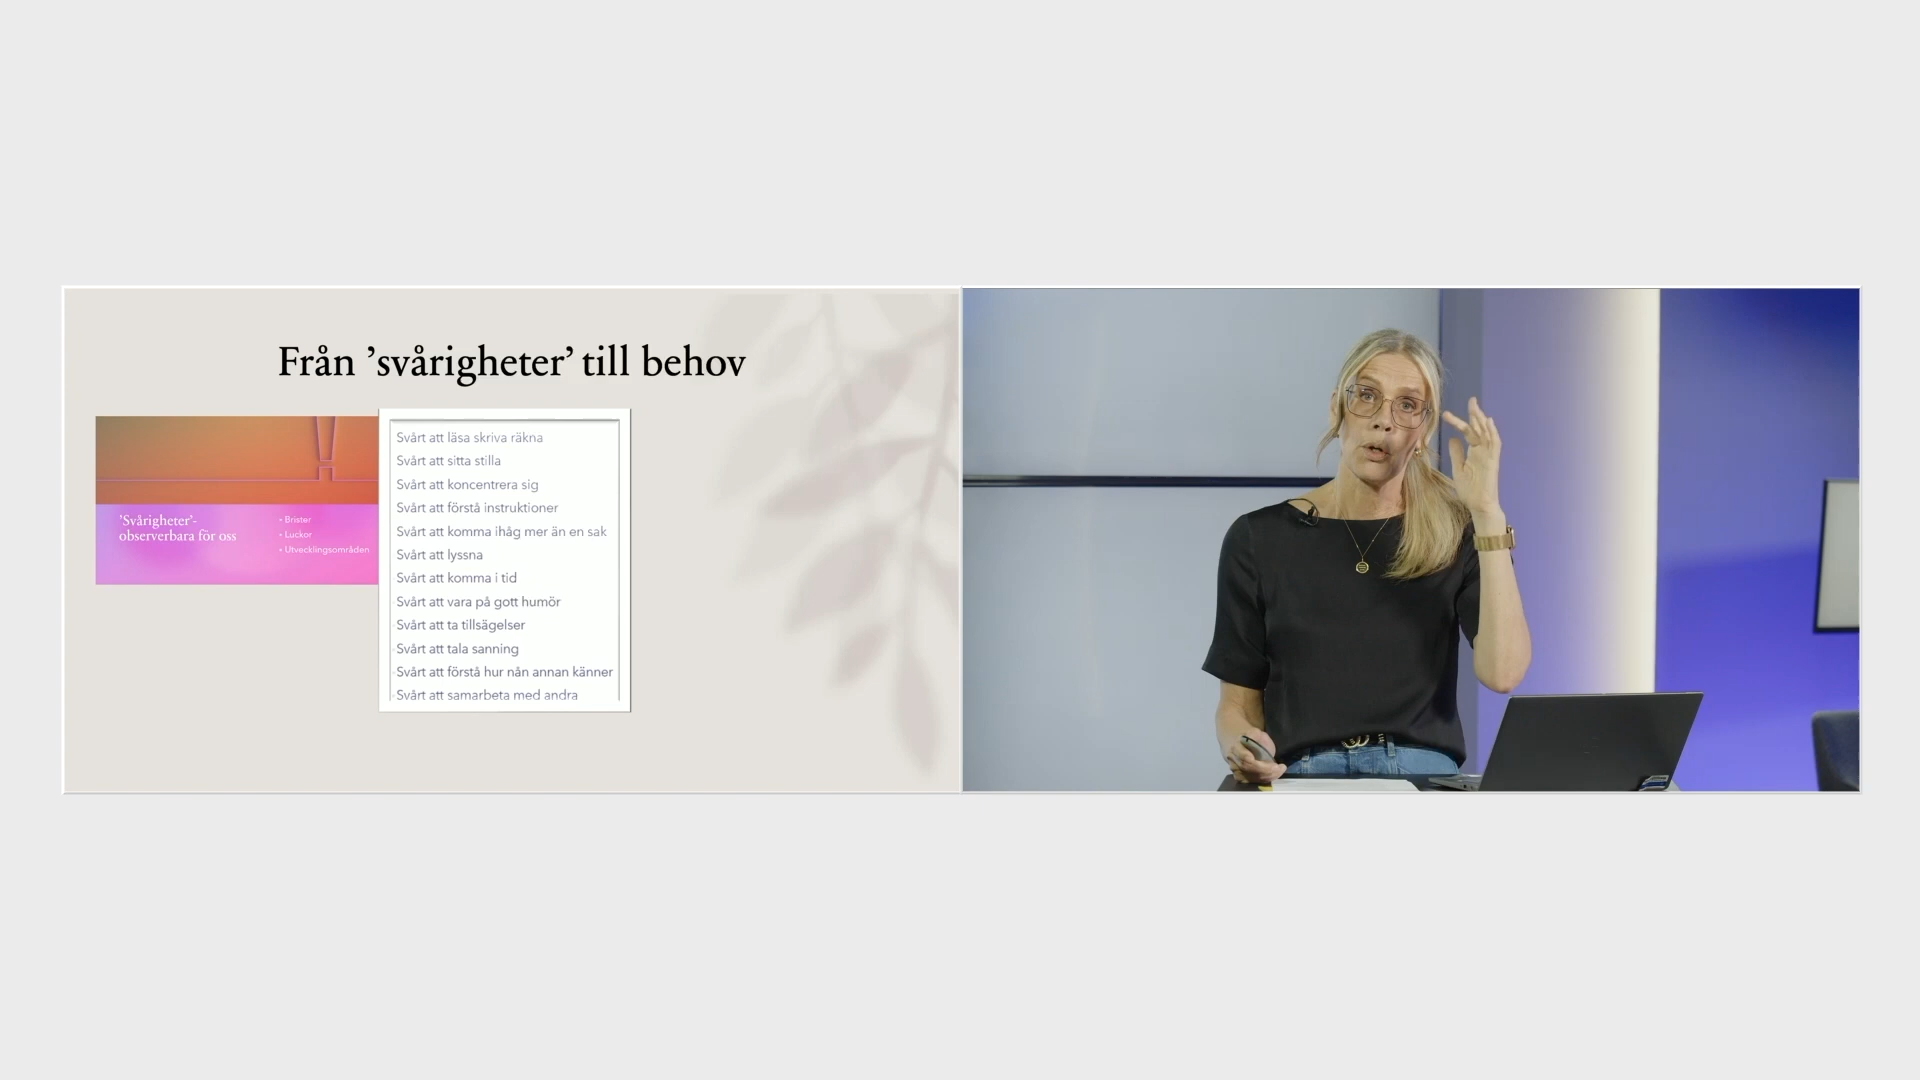 Från ’svårigheter’ till behov
’Svårigheter’-
observerbara för oss
• Brister
• Luckor
• Utvecklingsområden
Svårt att läsa skriva räkna
Svårt att sitta stilla
Svårt att koncentrera sig
Svårt att förstå instruktioner
Svårt att komma ihåg mer än en sak
Svårt att lyssna
Svårt att komma i tid
Svårt att vara på gott humör
Svårt att ta tillsägelser
Svårt att tala sanning
Svårt att förstå hur nån annan känner
Svårt att samarbeta med andra